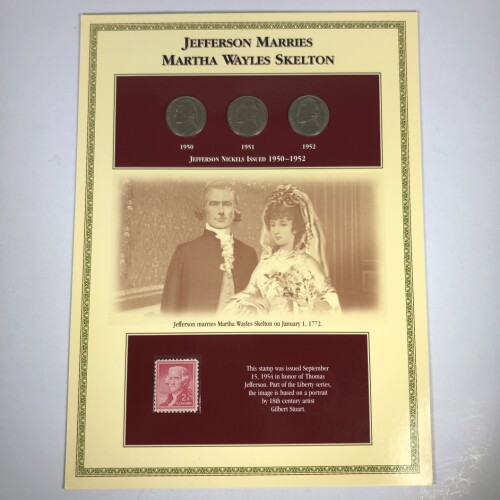 JEFFERSON MARRIES
MARTHA WAYLES SKELTON
1950 1951 1952
JEFFERSON NICKELS ISSUED 1950–1952
Jefferson marries Martha Wayles Skelton on January 1, 1772.
This stamp was issued September
15, 1954 in honor of Thomas
Jefferson. Part of the Liberty series,
the image is based on a portrait
by 18th century artist
Gilbert Stuart.
2¢